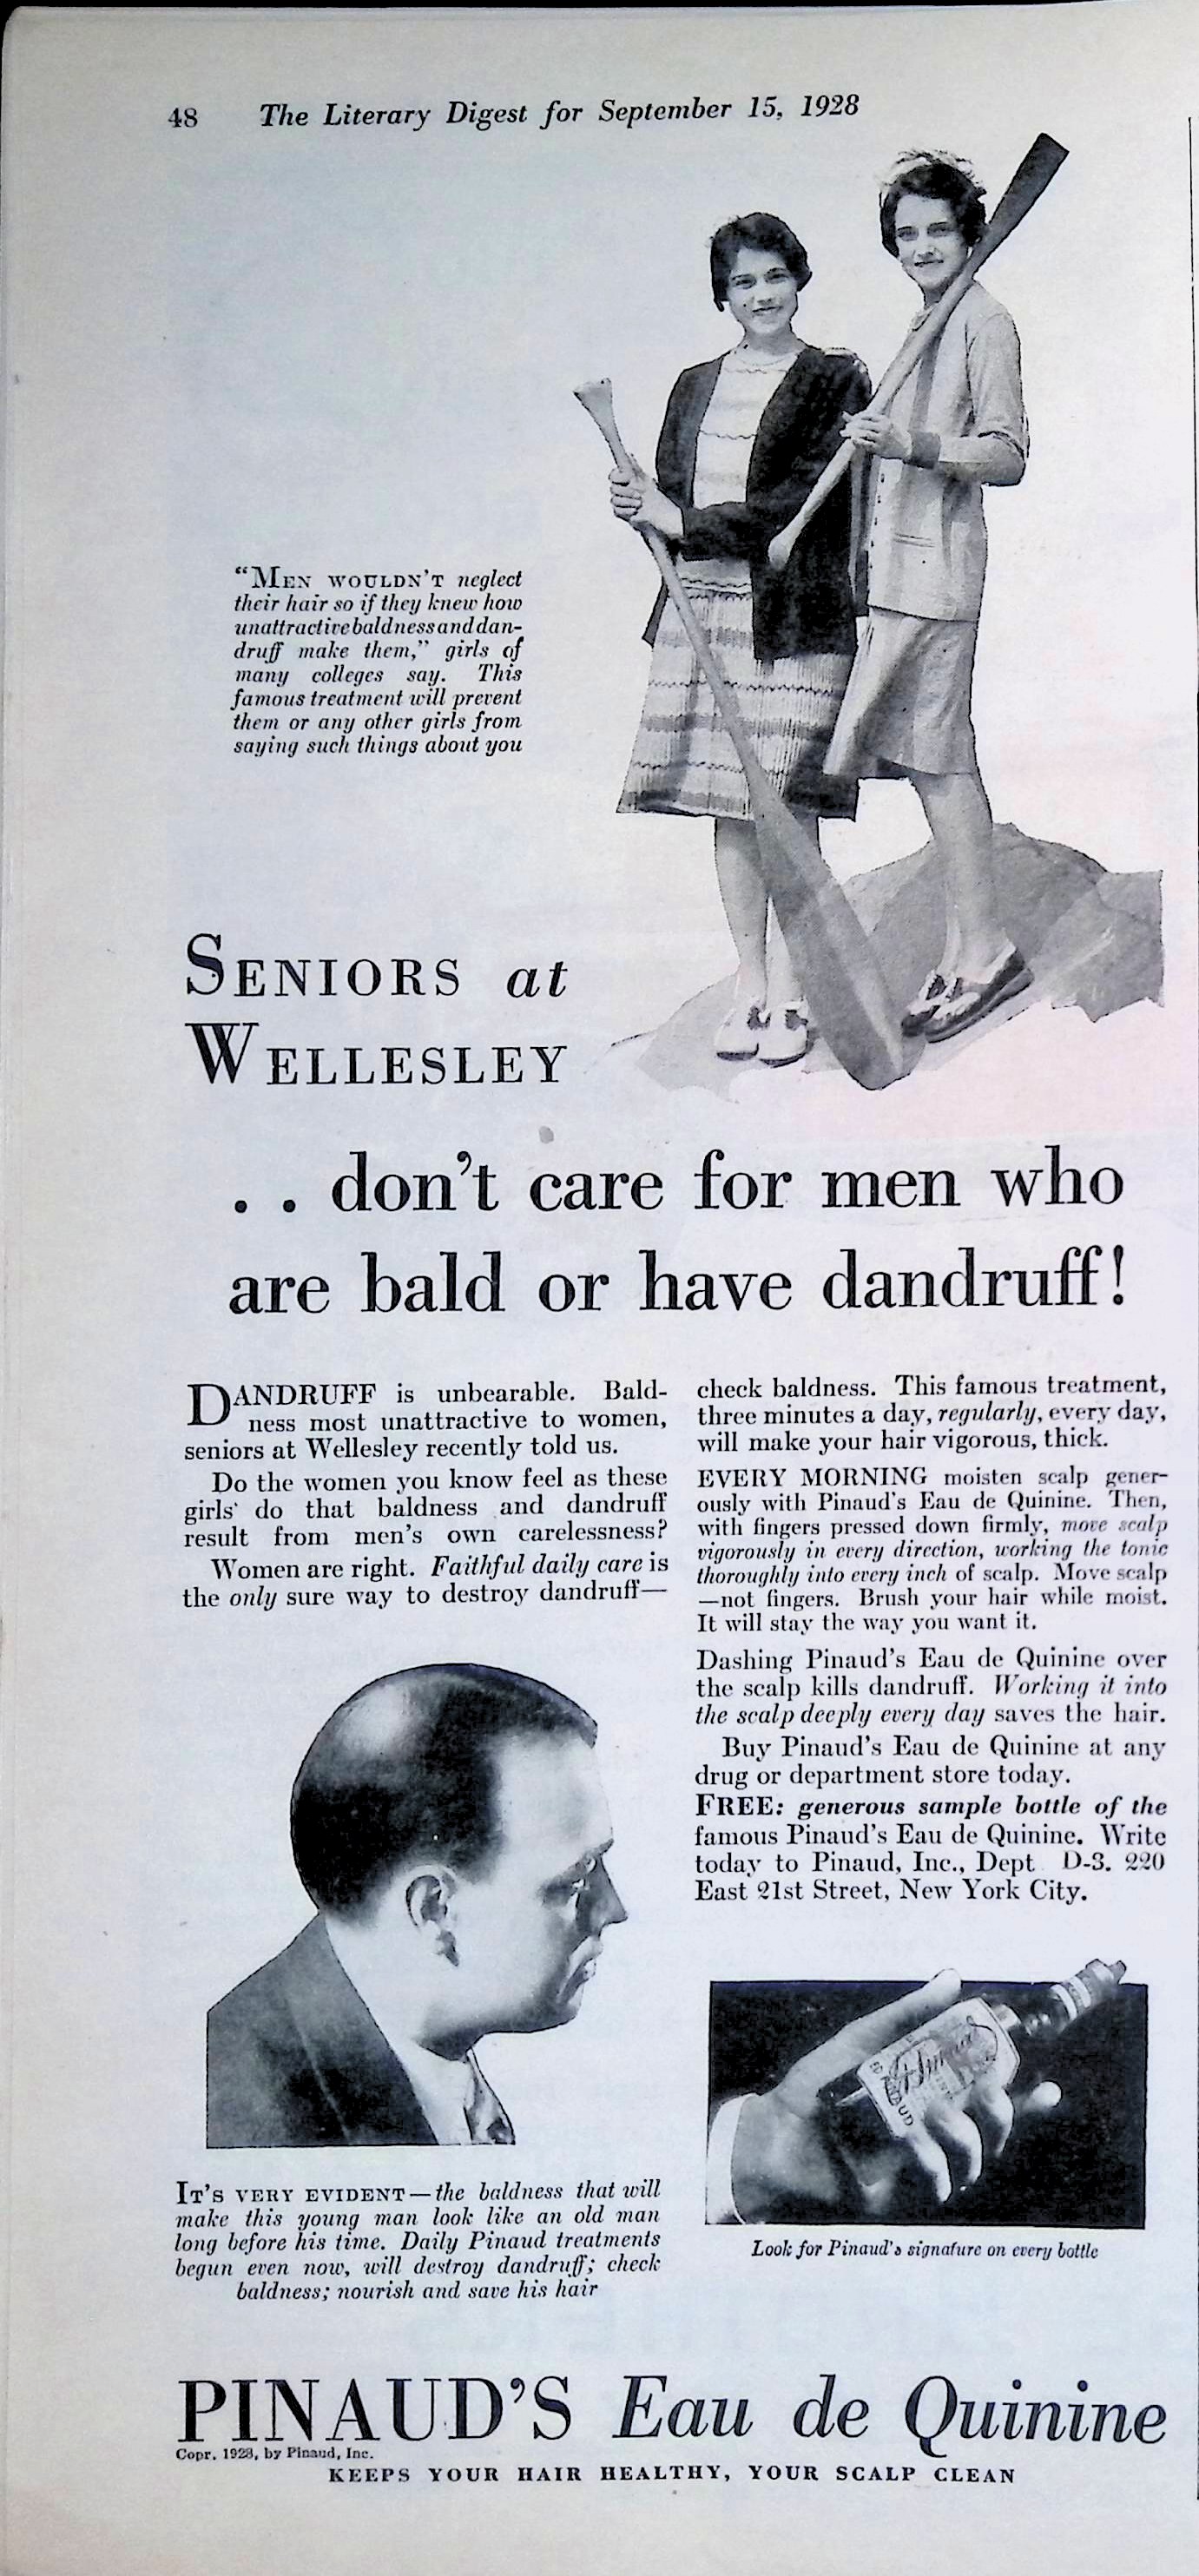 48 The Literary Digest for September 15, 1928
“MEN WOULDN’T neglect
their hair so if they knew how
unattractive baldness and dan-
druff make them,” girls of
many colleges say. This
famous treatment will prevent
them or any other girls from
saying such things about you
SENIORS at
WELLESLEY
. . don’t care for men who
are bald or have dandruff!
DANDRUFF is unbearable. Bald-
ness most unattractive to women,
seniors at Wellesley recently told us.
Do the women you know feel as these
girls' do that baldness and dandruff
result from men’s own carelessness?
Women are right. Faithful daily care is
the only sure way to destroy dandruff—
check baldness. This famous treatment,
three minutes a day, regularly, every day,
will make your hair vigorous, thick.
EVERY MORNING moisten scalp gener-
ously with Pinaud's Eau de Quinine. Then,
with fingers pressed down firmly, move scalp
vigorously in every direction, working the tonic
thoroughly into every inch of scalp. Move scalp
—not fingers. Brush your hair while moist.
It will stay the way you want it.
Dashing Pinaud’s Eau de Quinine over
the scalp kills dandruff. Working it into
the scalp deeply every day saves the hair.
Buy Pinaud’s Eau de Quinine at any
drug or department store today.
FREE: generous sample bottle of the
famous Pinaud’s Eau de Quinine. Write
today to Pinaud, Inc., Dept D-3. 220
East 21st Street, New York City.
IT’S VERY EVIDENT—the baldness that will
make this young man look like an old man
long before his time. Daily Pinaud treatments
begun even now, will destroy dandruff; check
baldness; nourish and save his hair
ED. PINAUD
Look for Pinaud’s signature on every bottle
PINAUD’S Eau de Quinine
Copr. 1928, by Pinaud, Inc.
KEEPS YOUR HAIR HEALTHY, YOUR SCALP CLEAN